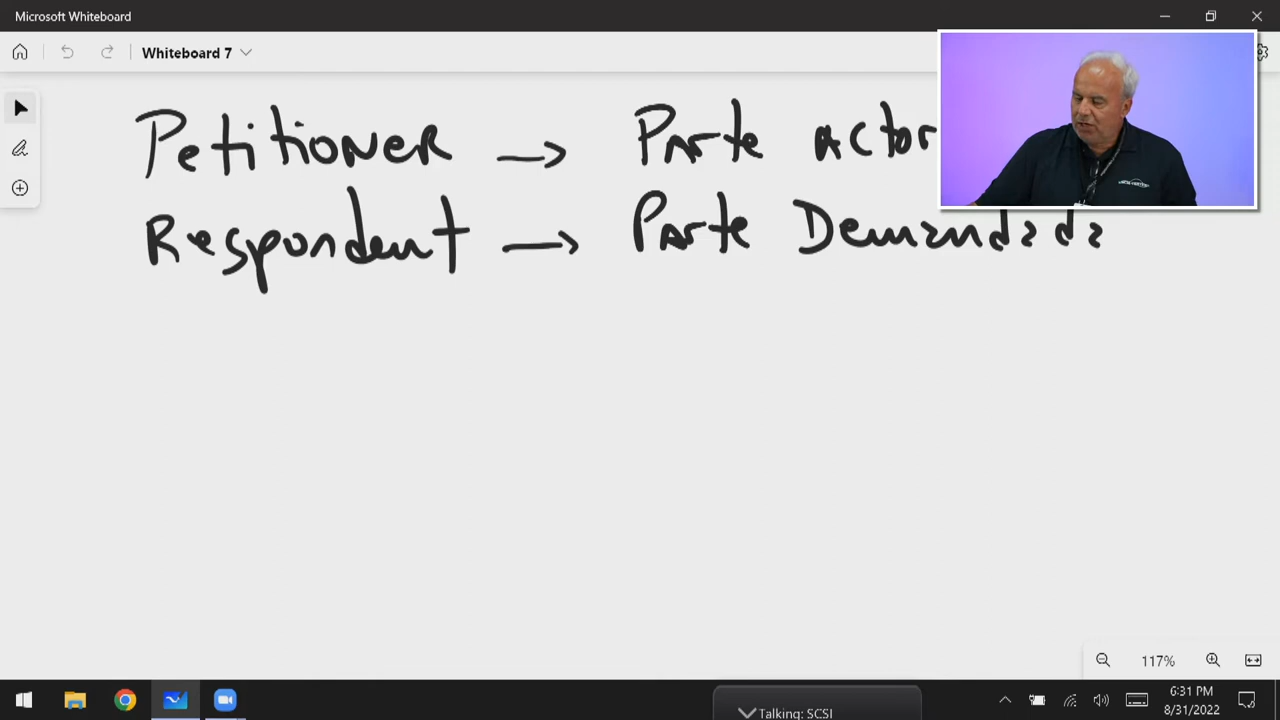 Microsoft Whiteboard
Whiteboard 7
Petitioner → Parte actor
Respondent → Parte Demandada
117%
Talking: SCSI
6:31 PM
8/31/2022